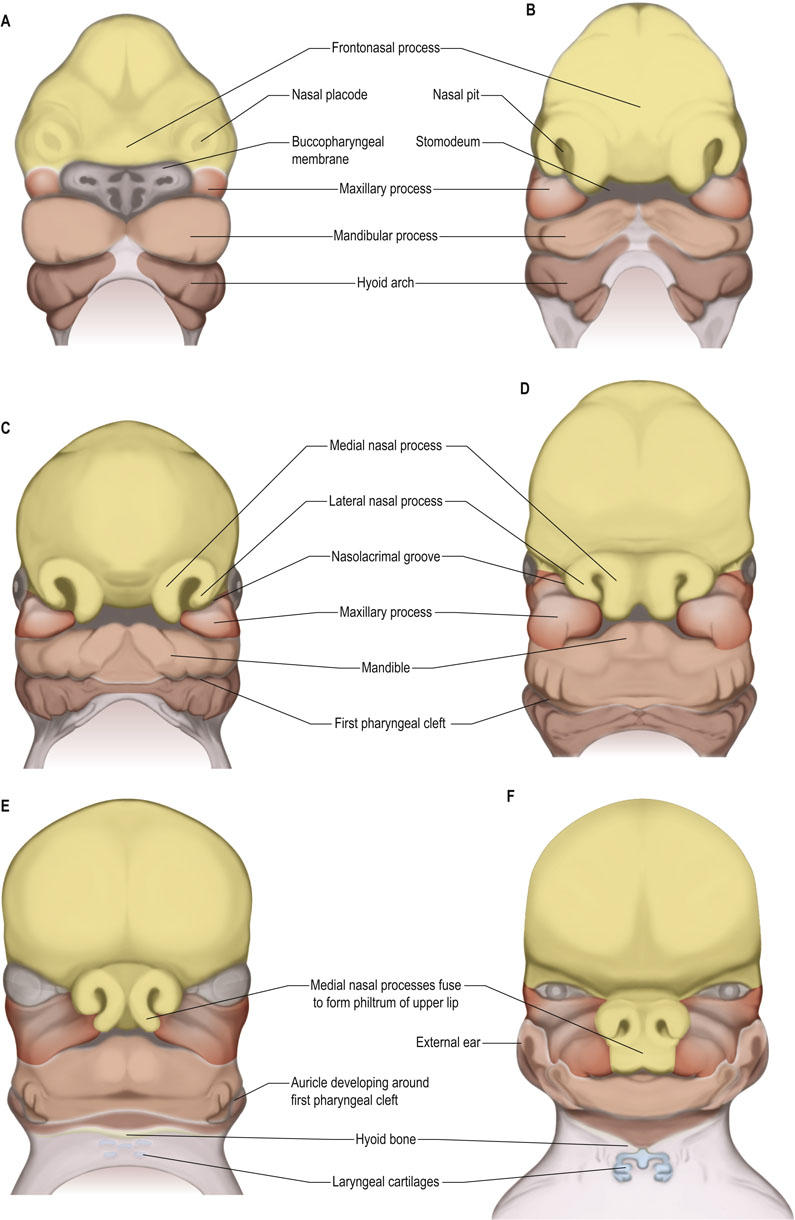 A
B
Frontonasal process
Nasal placode
Nasal pit
Buccopharyngeal
membrane
Stomodeum
Maxillary process
Mandibular process
Hyoid arch
C
D
Medial nasal process
Lateral nasal process
Nasolacrimal groove
Maxillary process
Mandible
First pharyngeal cleft
E
F
Medial nasal processes fuse
to form philtrum of upper lip
External ear
Auricle developing around
first pharyngeal cleft
Hyoid bone
Laryngeal cartilages